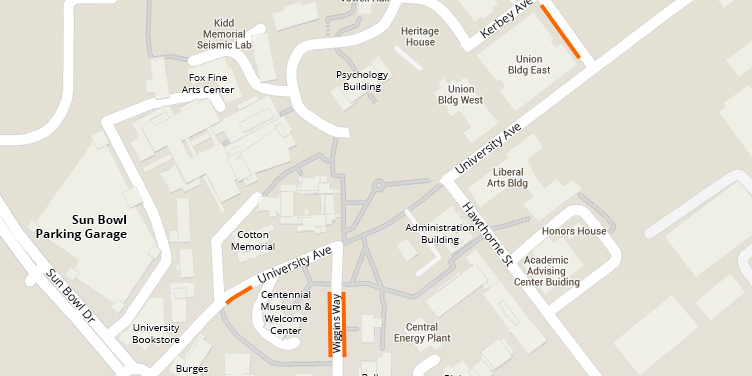 Kidd
Memorial
Seismic Lab
Heritage
House
Kerbey Ave
Fox Fine
Arts Center
Psychology
Building
Union
Bldg East
Union
Bldg West
University Ave
Liberal
Arts Bldg
Sun Bowl
Parking Garage
Cotton
Memorial
Administration
Building
Hawthorne St
Honors House
University Ave
Academic
Advising
Center Buiding
Sun Bowl Dr
Centennial
Museum &
Welcome
Center
Wiggins Way
University
Bookstore
Central
Energy Plant
Burges